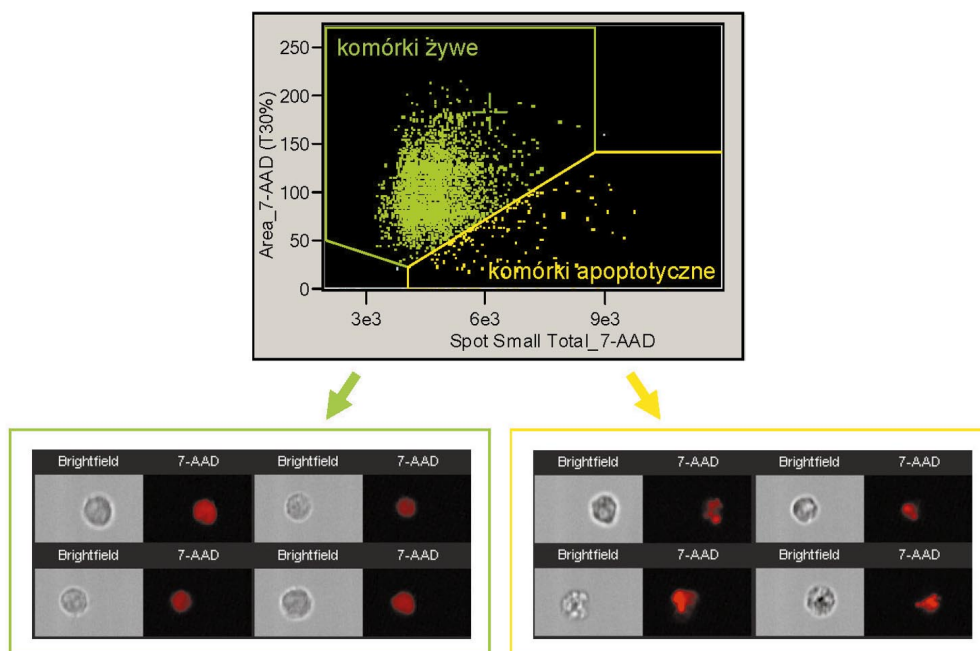 komórki żywe
250
200
150
100
50
0
Area_7-AAD (T30%)
komórki apoptotyczne
3e3 6e3 9e3
Spot Small Total_7-AAD
Brightfield 7-AAD Brightfield 7-AAD
Brightfield 7-AAD Brightfield 7-AAD
Brightfield 7-AAD Brightfield 7-AAD
Brightfield 7-AAD Brightfield 7-AAD